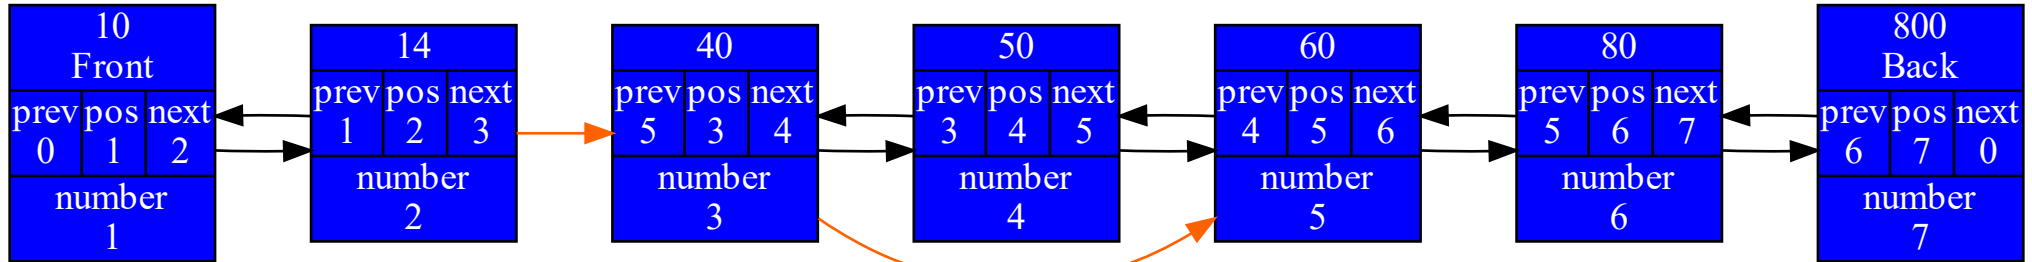 10
Front
prev pos next
0 1 2
number
1
14
prev pos next
1 2 3
number
2
40
prev pos next
5 3 4
number
3
50
prev pos next
3 4 5
number
4
60
prev pos next
4 5 6
number
5
80
prev pos next
5 6 7
number
6
800
Back
prev pos next
6 7 0
number
7